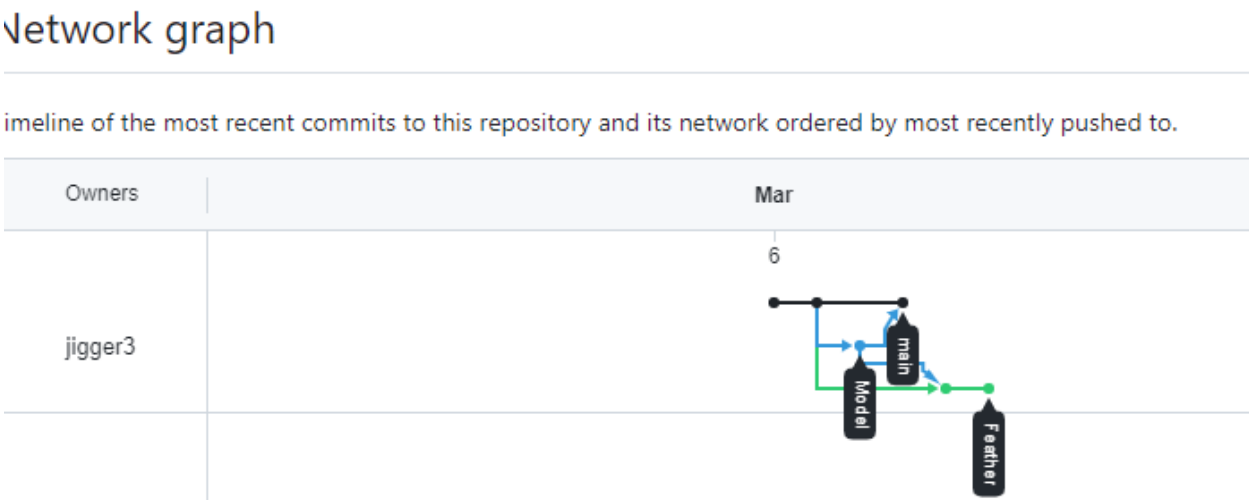 Network graph
imeline of the most recent commits to this repository and its network ordered by most recently pushed to.
Owners
Mar
6
jigger3
main
Model
Feather